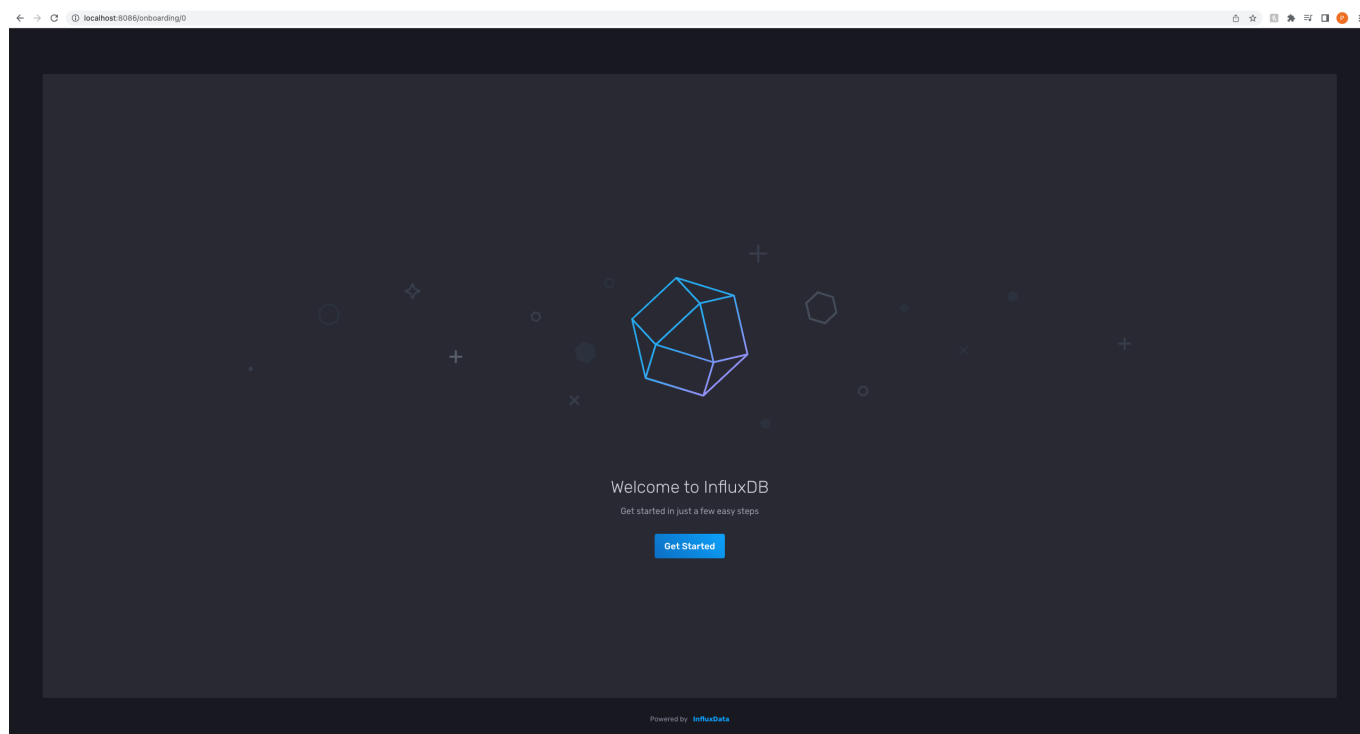 localhost:8086/onboarding/0
P
Welcome to InfluxDB
Get started in just a few easy steps
Get Started
Powered by InfluxData